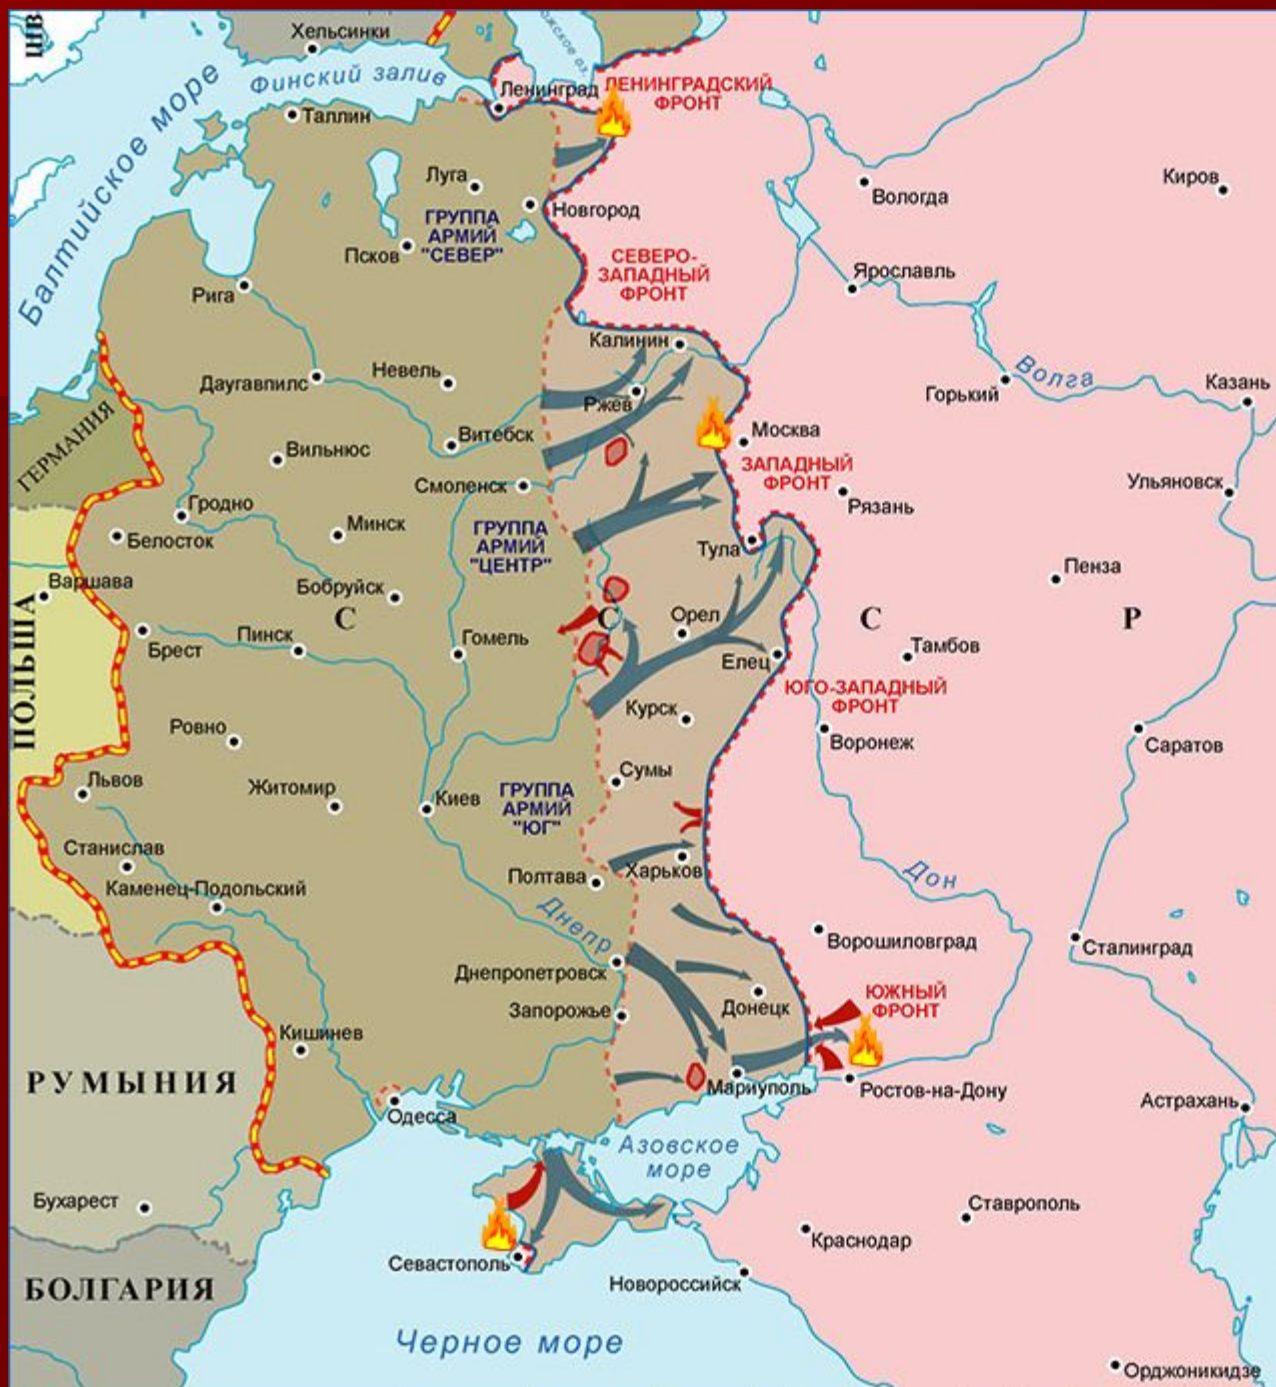 Хельсинки
Финский залив
Ленинград
ЛЕНИНГРАДСКИЙ
ФРОНТ
Таллин
Балтийское море
Луга
Киров
Вологда
Новгород
ГРУППА
АРМИЙ
"СЕВЕР"
Псков
СЕВЕРО-
ЗАПАДНЫЙ
ФРОНТ
Ярославль
Рига
Калинин
Невель
Даугавпилс
Волга
Горький
Казань
Ржев
ГЕРМАНИЯ
Витебск
Москва
Вильнюс
ЗАПАДНЫЙ
ФРОНТ
Смоленск
Ульяновск
Гродно
Рязань
Минск
ГРУППА
АРМИЙ
"ЦЕНТР"
Белосток
Тула
Пенза
Варшава
Бобруйск
С С С Р
Орел
ПОЛЬША
Пинск
Гомель
Брест
Елец
Тамбов
ЮГО-ЗАПАДНЫЙ
ФРОНТ
Курск
Ровно
Воронеж
Саратов
Сумы
Львов
Житомир
Киев
ГРУППА
АРМИЙ
"ЮГ"
Станислав
Харьков
Полтава
Дон
Каменец-Подольский
Днепр
Ворошиловград
Сталинград
Днепропетровск
ЮЖНЫЙ
ФРОНТ
Запорожье
Донецк
Кишинев
РУМЫНИЯ
Мариуполь
Ростов-на-Дону
Одесса
Астрахань
Азовское
море
Бухарест
Ставрополь
Краснодар
Севастополь
Новороссийск
БОЛГАРИЯ
Черное море
Орджоникидзе